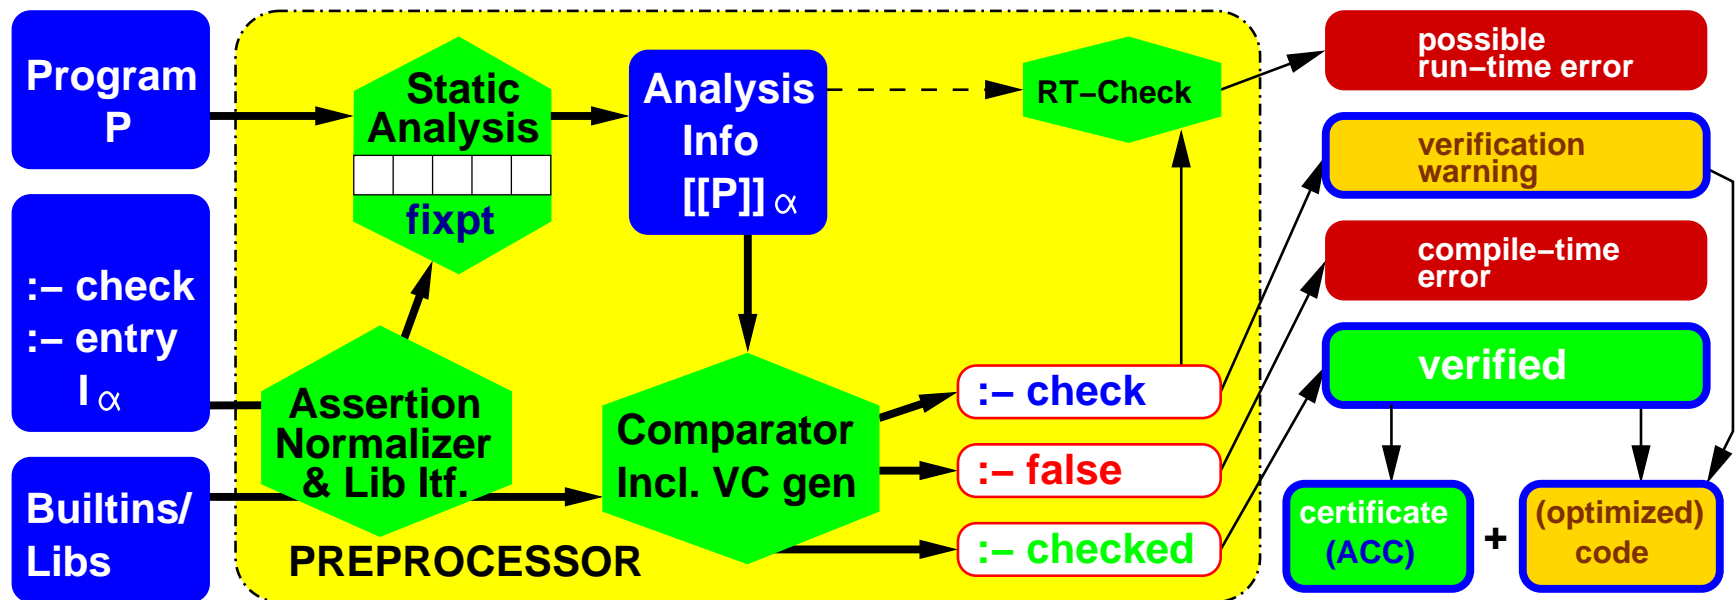 Program
P
:– check
:– entry
I α
Builtins/
Libs
Static
Analysis
fixpt
Assertion
Normalizer
& Lib Itf.
PREPROCESSOR
Analysis
Info
[[P]] α
Comparator
Incl. VC gen
RT–Check
:– check
:– false
:– checked
possible
run–time error
verification
warning
compile–time
error
verified
certificate
(ACC)
+
(optimized)
code